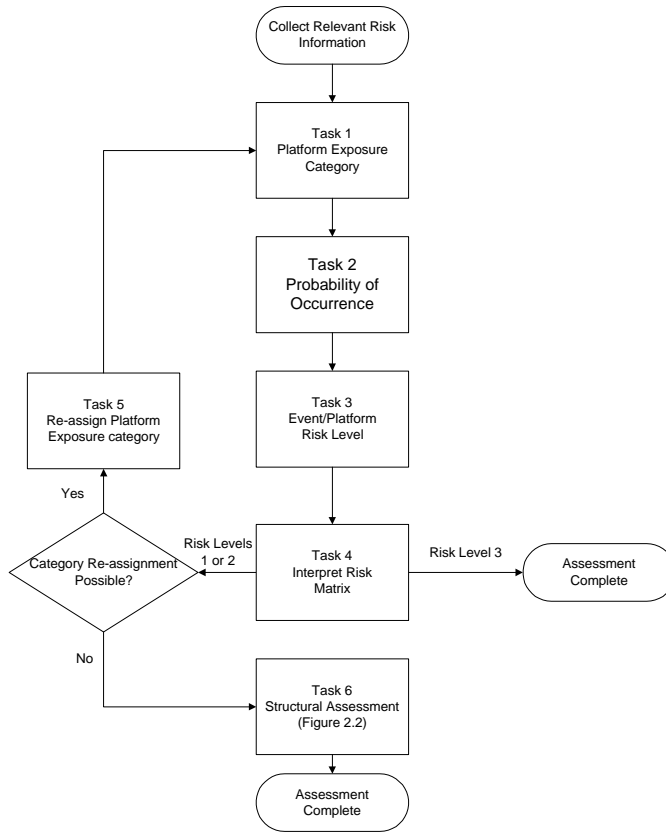 Collect Relevant Risk
Information
Task 1
Platform Exposure
Category
Task 2
Probability of
Occurrence
Task 3
Event/Platform
Risk Level
Task 5
Re-assign Platform
Exposure category
Yes
Category Re-assignment
Possible?
Risk Levels
1 or 2
Task 4
Interpret Risk
Matrix
Risk Level 3
Assessment
Complete
No
Task 6
Structural Assessment
(Figure 2.2)
Assessment
Complete